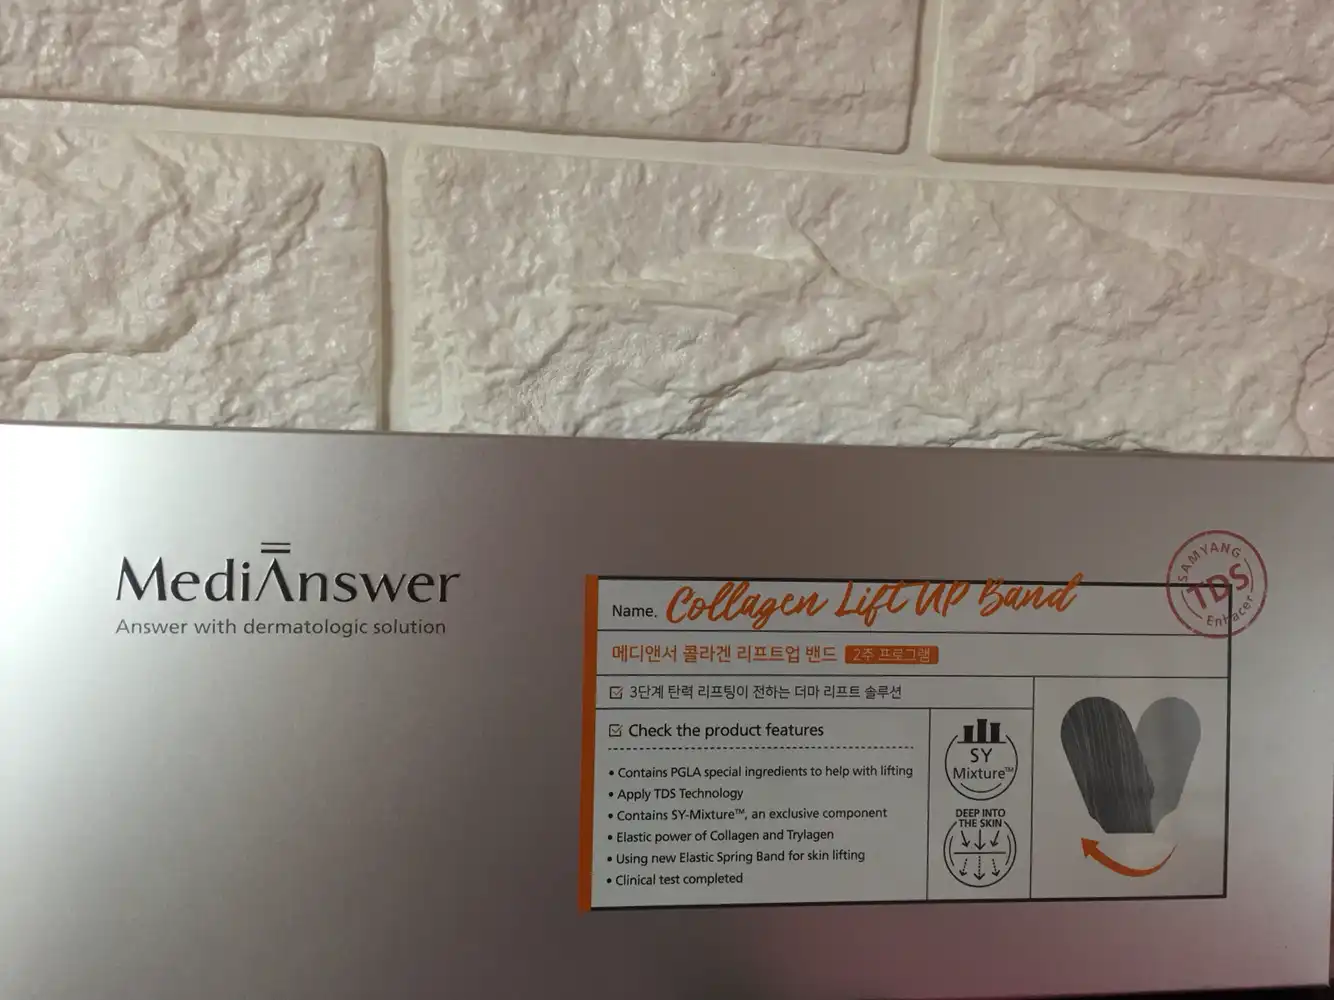 MediAnswer
Answer with dermatologic solution
Name. Collagen Lift UP Band
메디앤서 콜라겐 리프트업 밴드 2주 프로그램
3단계 탄력 리프팅이 전하는 더마 리프트 솔루션
Check the product features
• Contains PGLA special ingredients to help with lifting
• Apply TDS Technology
• Contains SY-Mixture™, an exclusive component
• Elastic power of Collagen and Trylagen
• Using new Elastic Spring Band for skin lifting
• Clinical test completed
SY
Mixture™
DEEP INTO
THE SKIN
SAMYANG
TDS
Enhacer